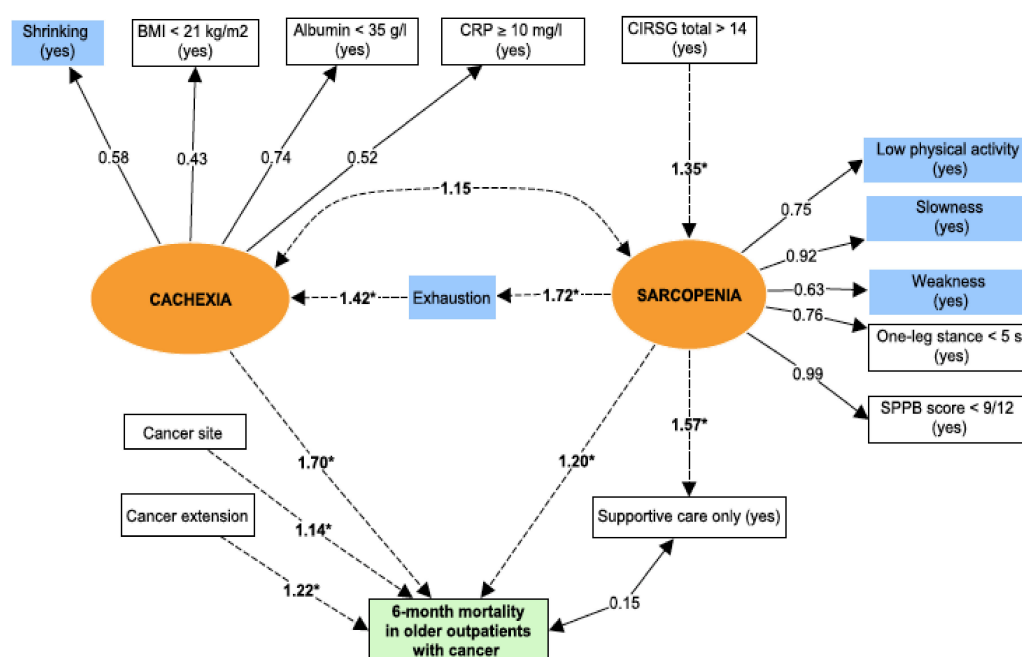 Shrinking
(yes)
BMI < 21 kg/m2
(yes)
Albumin < 35 g/l
(yes)
CRP ≥ 10 mg/l
(yes)
CIRSG total > 14
(yes)
0.58
0.43
0.74
0.52
1.35*
1.15
Low physical activity
(yes)
0.75
Slowness
(yes)
0.92
Weakness
(yes)
0.63
One-leg stance < 5 s
(yes)
0.76
SPPB score < 9/12
(yes)
0.99
CACHEXIA
1.42*
Exhaustion
1.72*
SARCOPENIA
Cancer site
1.70*
1.20*
1.57*
Cancer extension
1.14*
Supportive care only (yes)
1.22*
0.15
6-month mortality
in older outpatients
with cancer